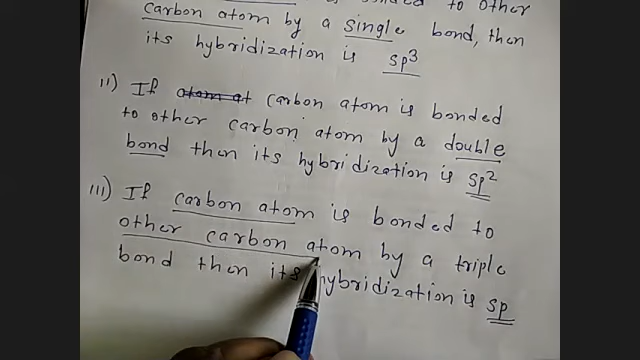 to other
carbon atom by a single bond, then
its hybridization is sp³
ii) If carbon atom is bonded
to other carbon atom by a double
bond then its hybridization is sp²
iii) If carbon atom is bonded to
other carbon atom by a triple
bond then its hybridization is sp